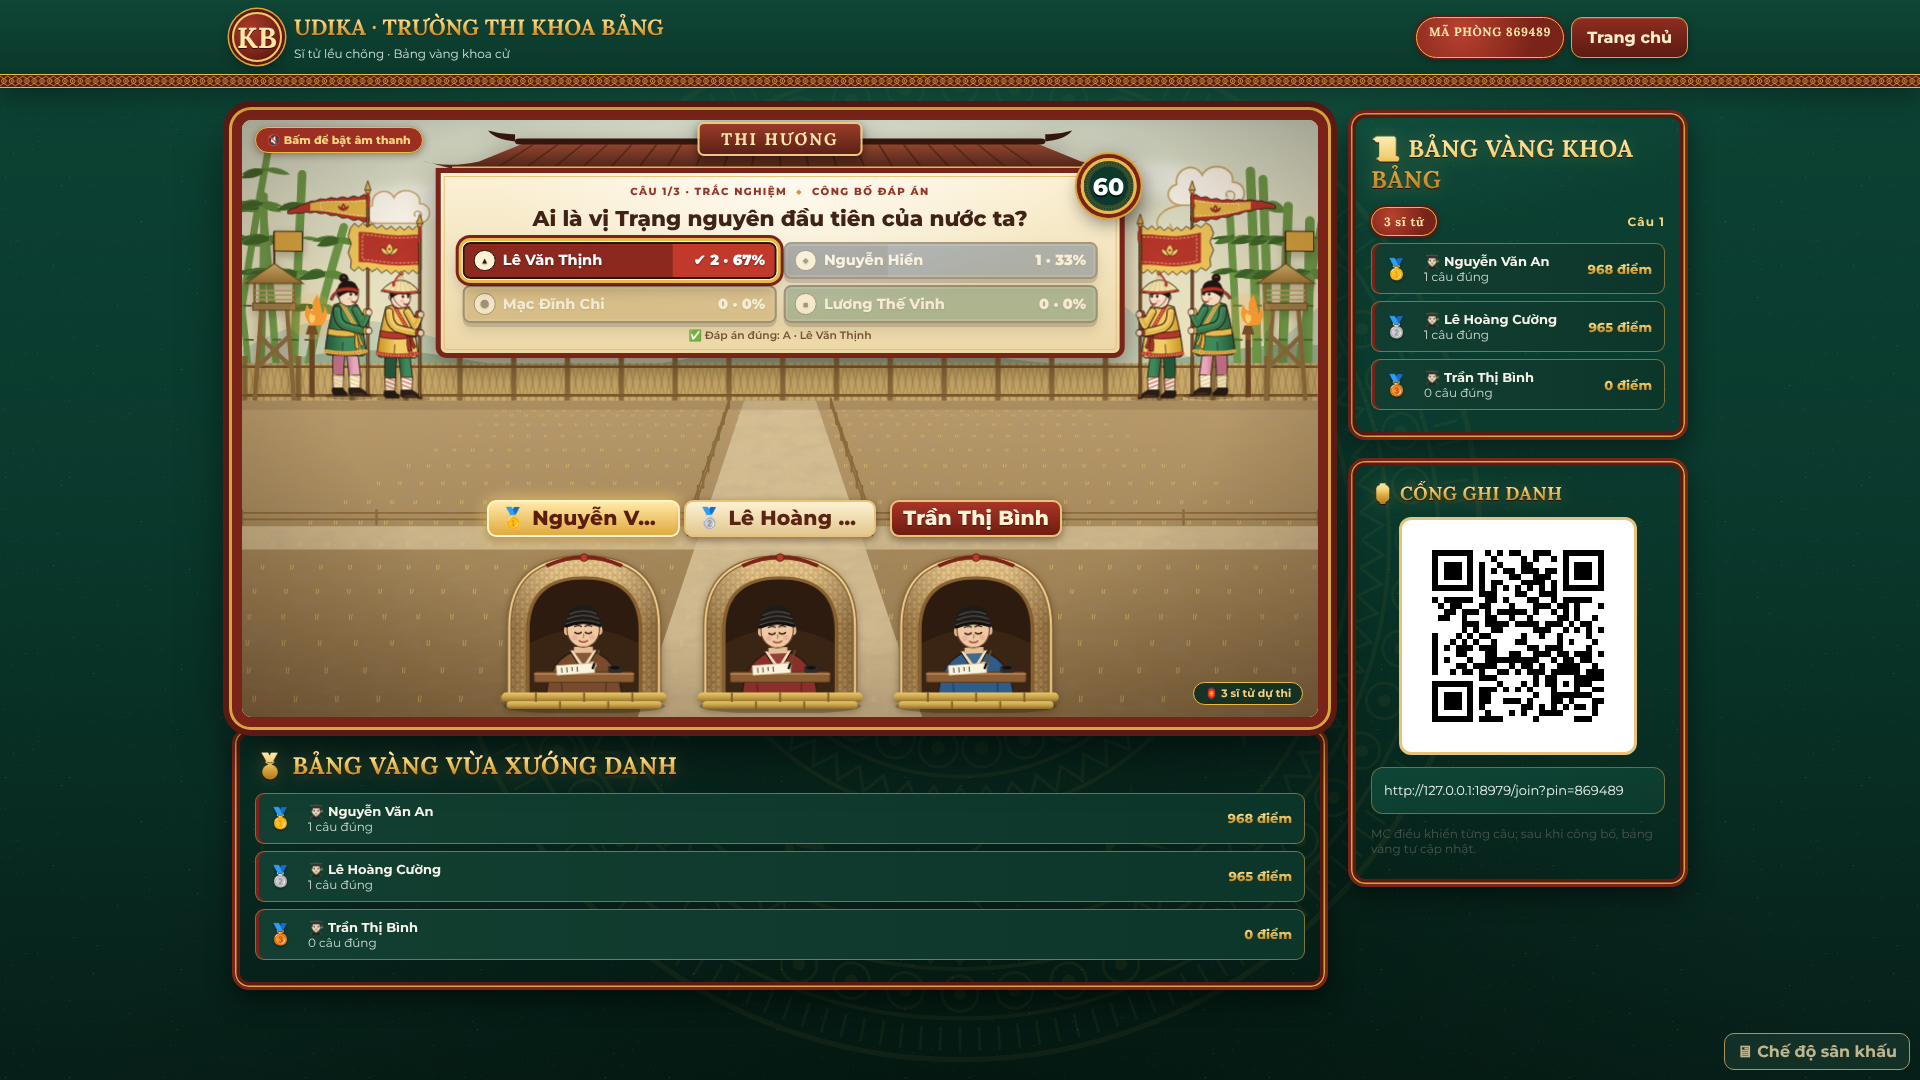 KB
UDIKA · TRƯỜNG THI KHOA BẢNG
Sĩ tử lều chõng · Bảng vàng khoa cử
MÃ PHÒNG 869489
Trang chủ
Bấm để bật âm thanh
THI HƯƠNG
60
CÂU 1/3 · TRẮC NGHIỆM ◆ CÔNG BỐ ĐÁP ÁN
Ai là vị Trạng nguyên đầu tiên của nước ta?
Lê Văn Thịnh ✔ 2 • 67%
Nguyễn Hiền 1 • 33%
Mạc Đĩnh Chi 0 • 0%
Lương Thế Vinh 0 • 0%
✅ Đáp án đúng: A · Lê Văn Thịnh
🥇 Nguyễn V...
🥈 Lê Hoàng ...
Trần Thị Bình
3 sĩ tử dự thi
BẢNG VÀNG VỪA XƯỚNG DANH
Nguyễn Văn An
1 câu đúng
968 điểm
Lê Hoàng Cường
1 câu đúng
965 điểm
Trần Thị Bình
0 câu đúng
0 điểm
BẢNG VÀNG KHOA
BẢNG
3 sĩ tử
Câu 1
Nguyễn Văn An
1 câu đúng
968 điểm
Lê Hoàng Cường
1 câu đúng
965 điểm
Trần Thị Bình
0 câu đúng
0 điểm
CỔNG GHI DANH
http://127.0.0.1:18979/join?pin=869489
MC điều khiển từng câu; sau khi công bố, bảng
vàng tự cập nhật.
Chế độ sân khấu